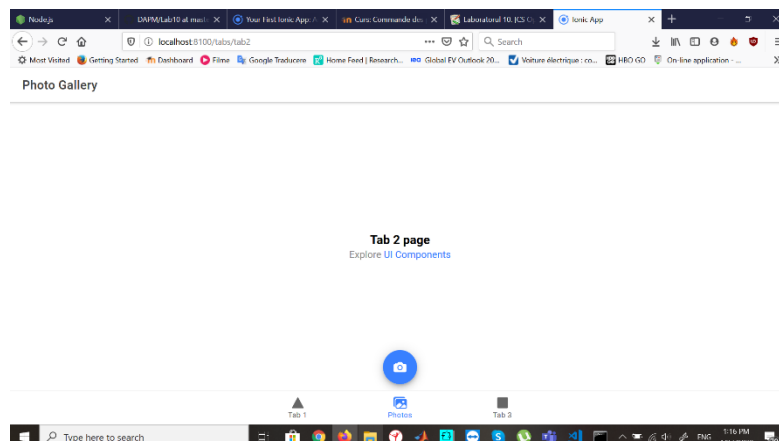 Node.js
DAPM/Lab10 at maste
Your First Ionic App: A
Curs: Commande des
Laboratorul 10. [CS O
Ionic App
localhost:8100/tabs/tab2
Search
Most Visited Getting Started Dashboard Filme Google Traducere Home Feed | Research... IEA Global EV Outlook 20... Voiture électrique : co... HBO GO On-line application - ...
Photo Gallery
Tab 2 page
Explore UI Components
Tab 1 Photos Tab 3
Type here to search
ENG
1:16 PM